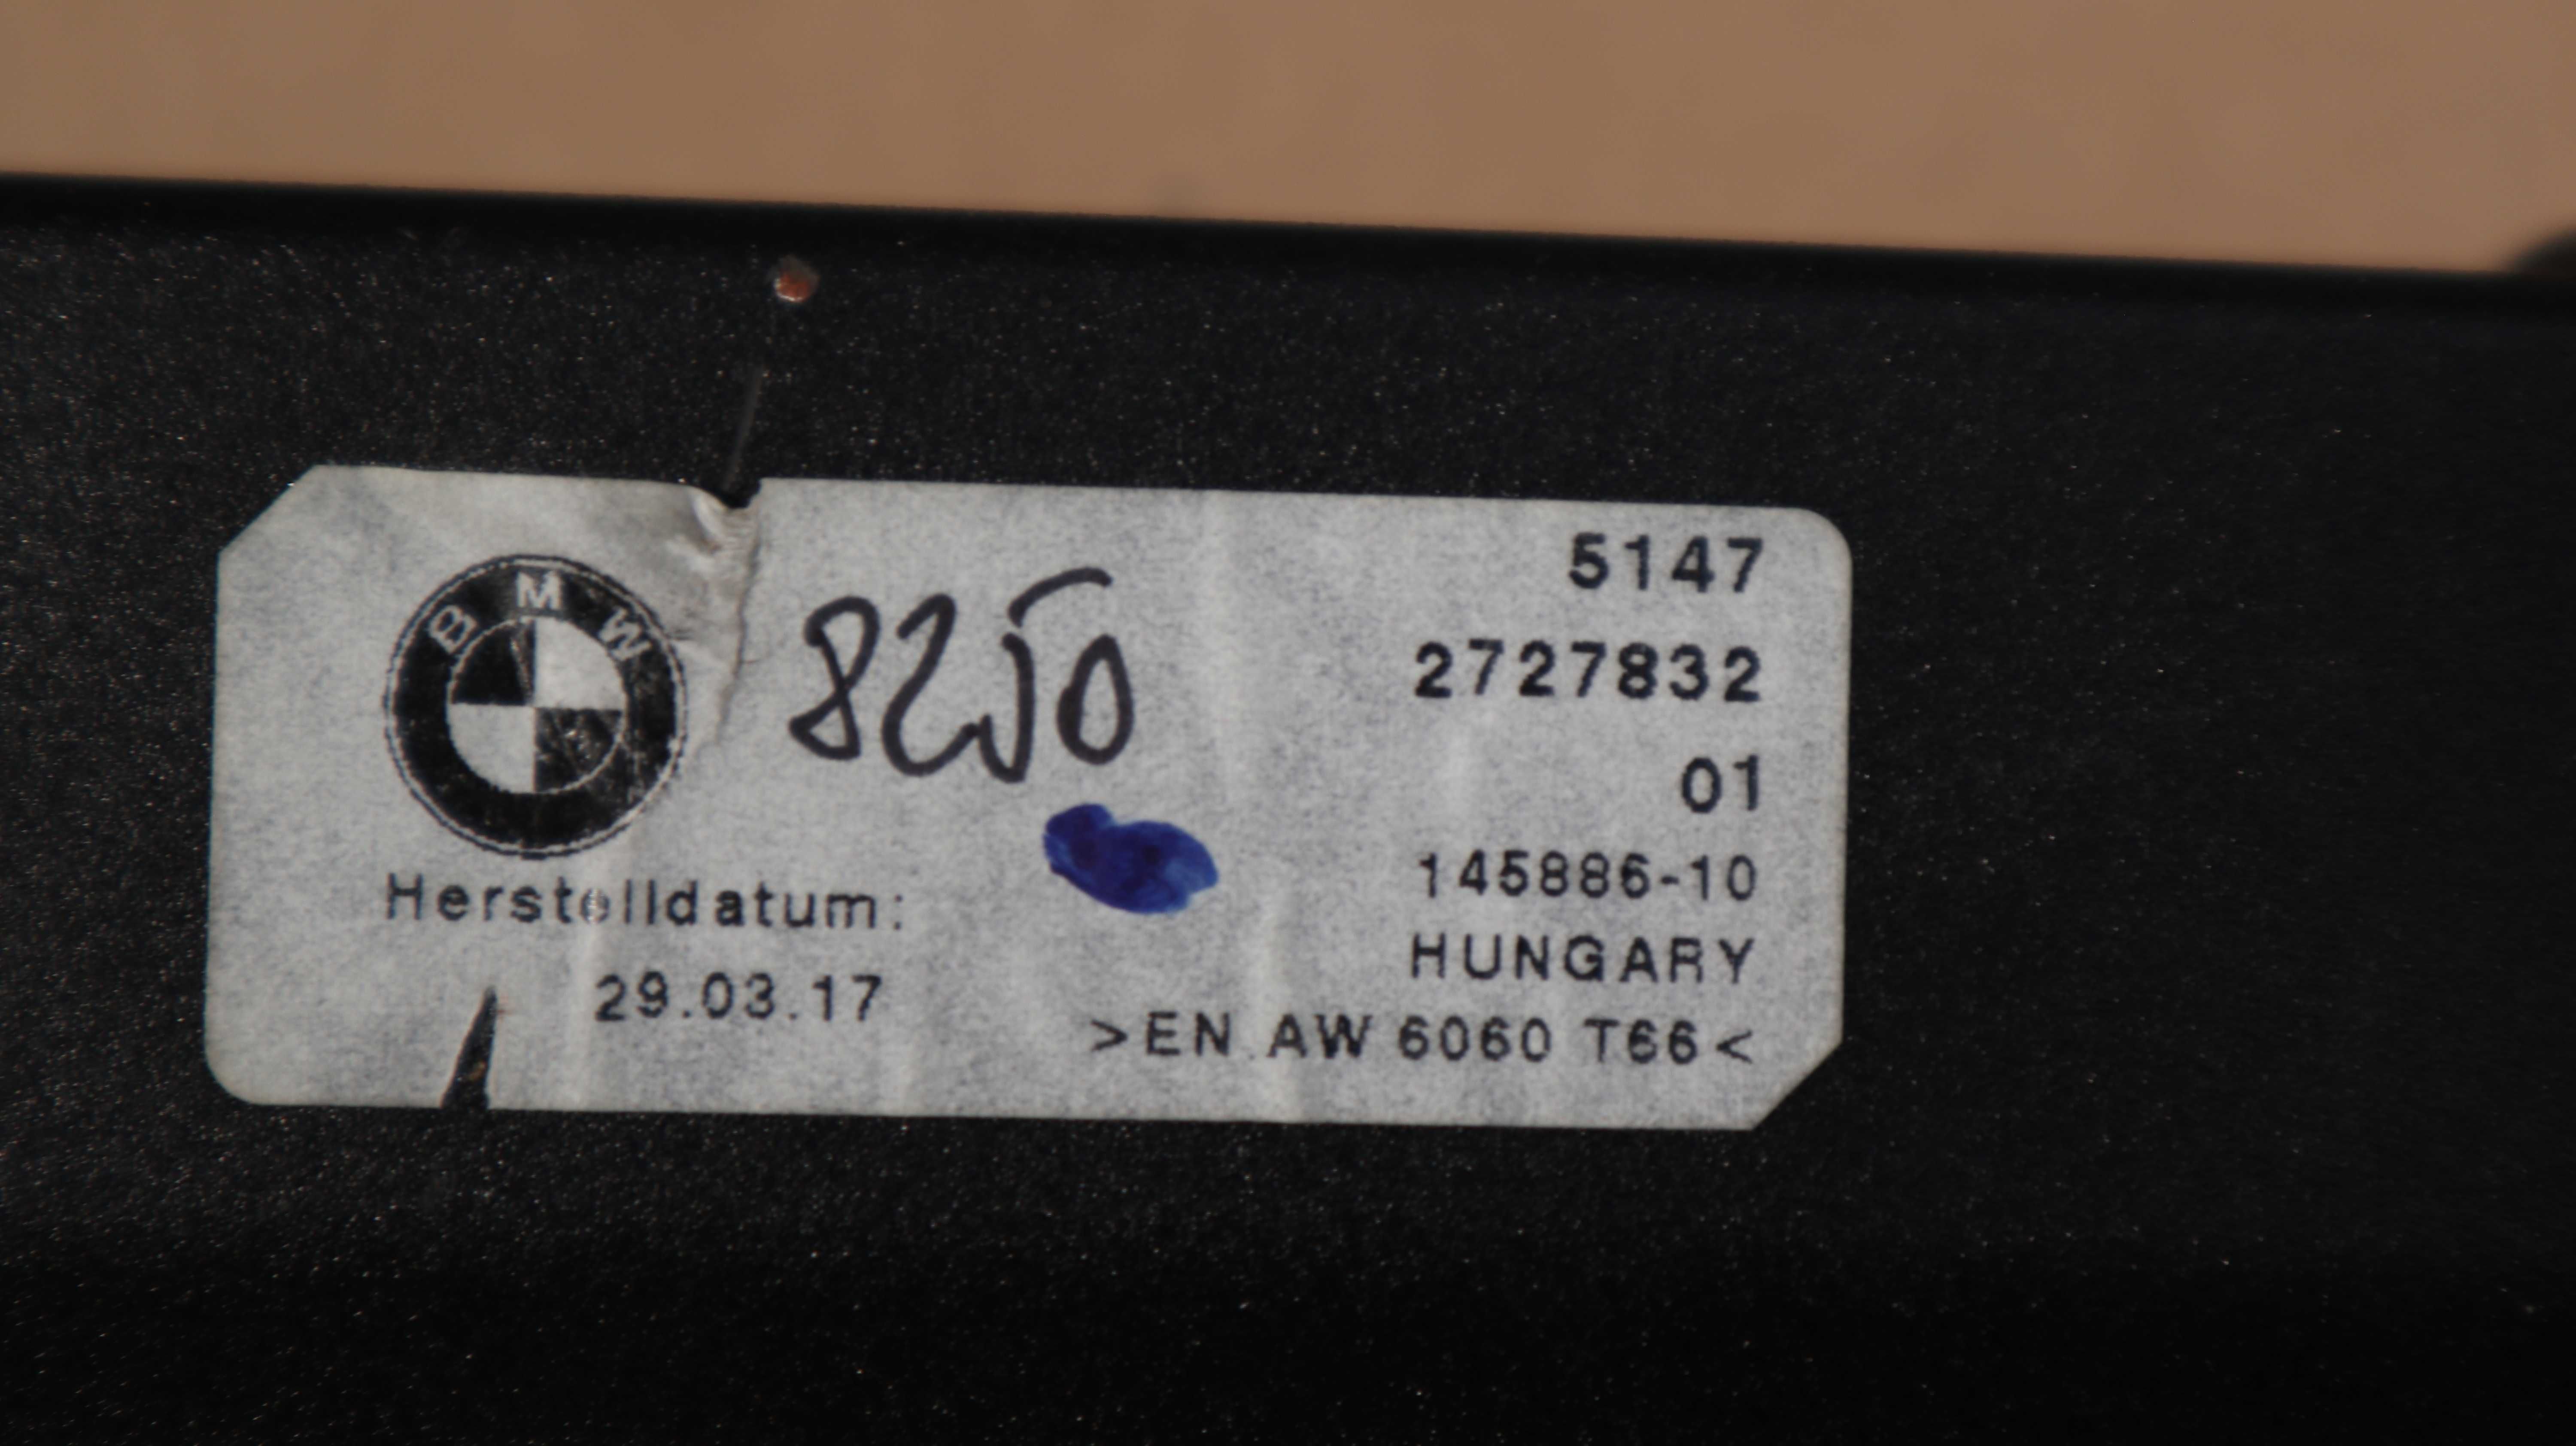 BMW
8250
5147
2727832
01
145886-10
HUNGARY
>EN AW 6060 T66<
Herstelldatum:
29.03.17